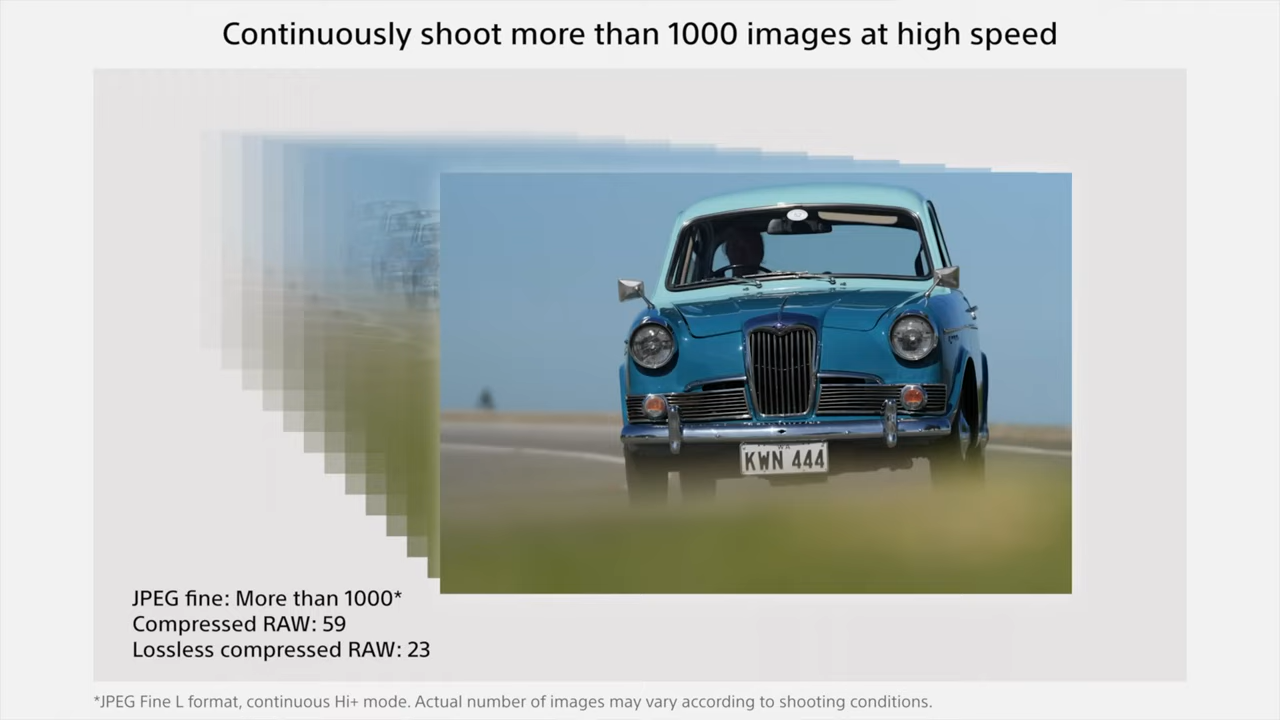 Continuously shoot more than 1000 images at high speed
WA
KWN 444
JPEG fine: More than 1000*
Compressed RAW: 59
Lossless compressed RAW: 23
*JPEG Fine L format, continuous Hi+ mode. Actual number of images may vary according to shooting conditions.